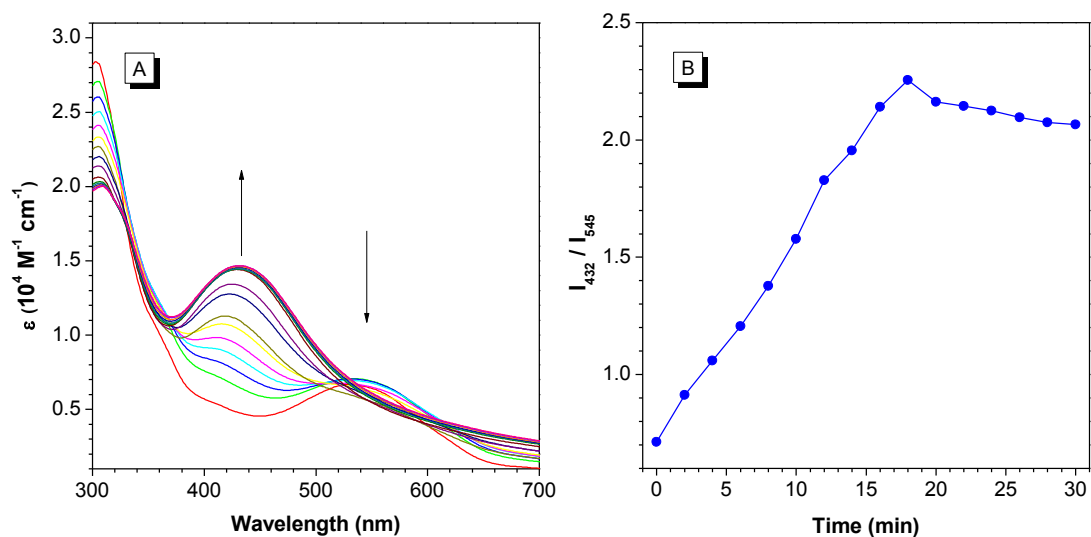 A
3.0
2.5
2.0
1.5
1.0
0.5
300 400 500 600 700
Wavelength (nm)
ε (10⁴ M⁻¹ cm⁻¹)
B
2.5
2.0
1.5
1.0
0 5 10 15 20 25 30
Time (min)
I₄₃₂ / I₅₄₅